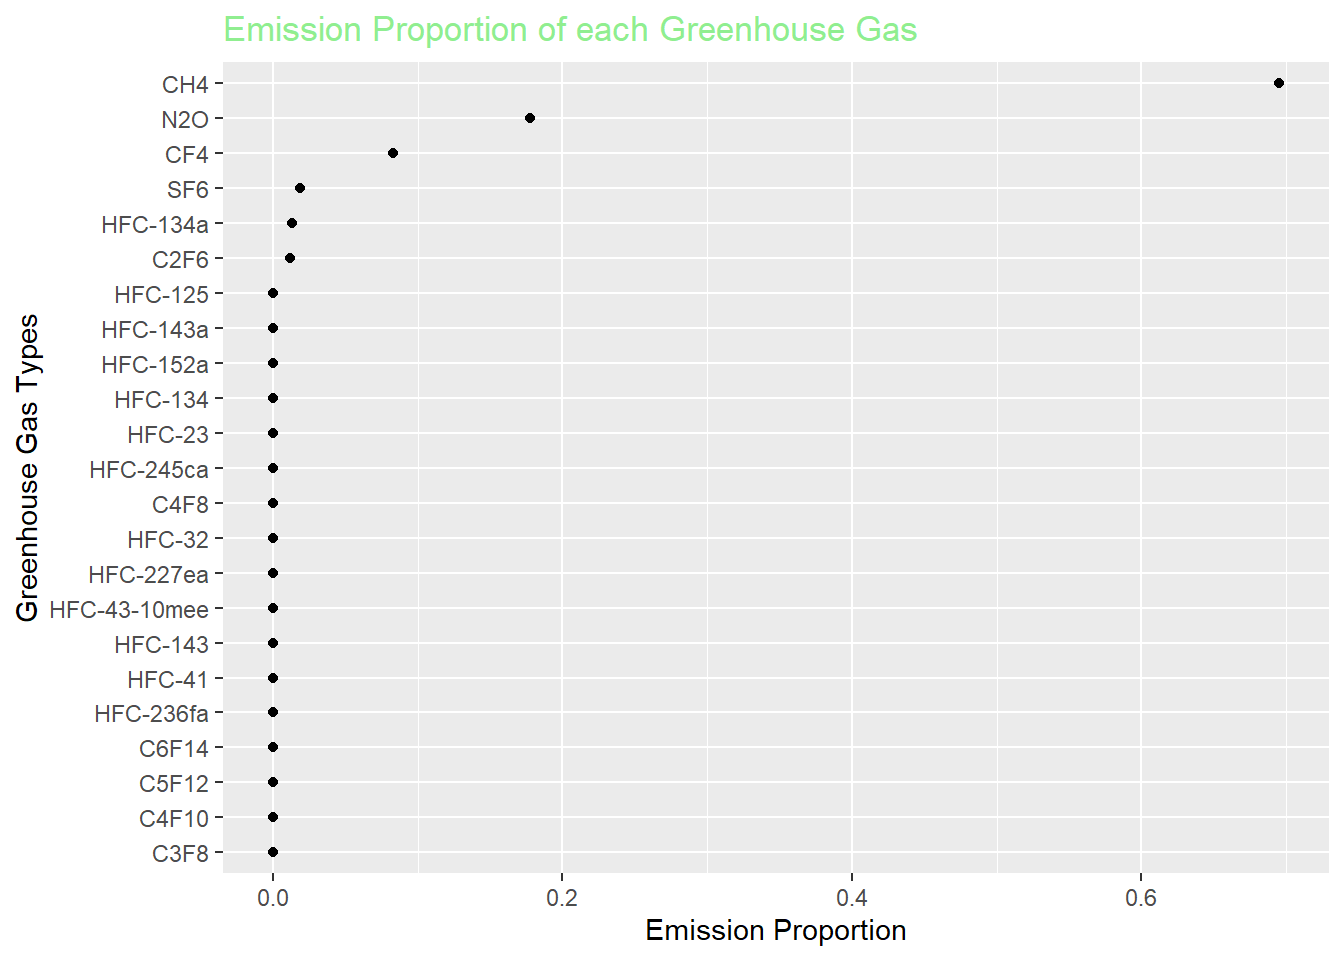 Emission Proportion of each Greenhouse Gas
Greenhouse Gas Types
CH4
N2O
CF4
SF6
HFC-134a
C2F6
HFC-125
HFC-143a
HFC-152a
HFC-134
HFC-23
HFC-245ca
C4F8
HFC-32
HFC-227ea
HFC-43-10mee
HFC-143
HFC-41
HFC-236fa
C6F14
C5F12
C4F10
C3F8
0.0 0.2 0.4 0.6
Emission Proportion